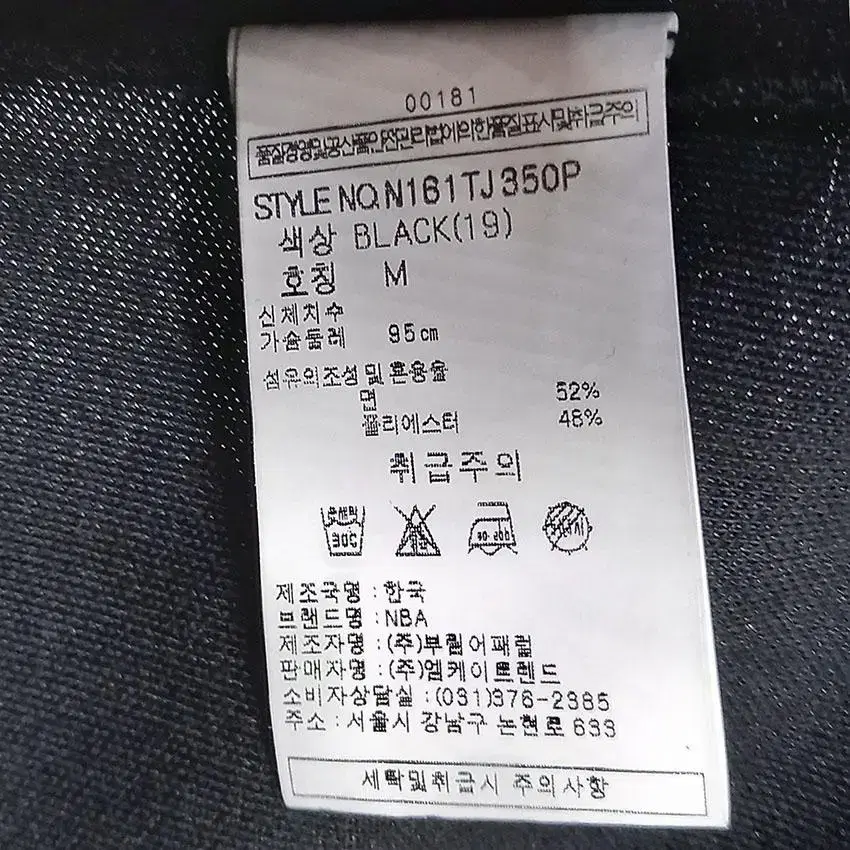 00181
품질경영및공산품안전관리법에의한품질표시및취급주의
STYLE NO.N161TJ350P
색상 BLACK(19)
호칭 M
신체치수
가슴둘레 95cm
섬유의조성및혼용율
면 52%
폴리에스터 48%
취급주의
30℃
제조국명 :한국
브랜드명 :NBA
제조자명 :(주)부림어패럴
판매자명 :(주)엠케이트렌드
소비자상담실 :(031)376-2385
주소 :서울시 강남구 논현로 633
세탁및취급시 주의사항